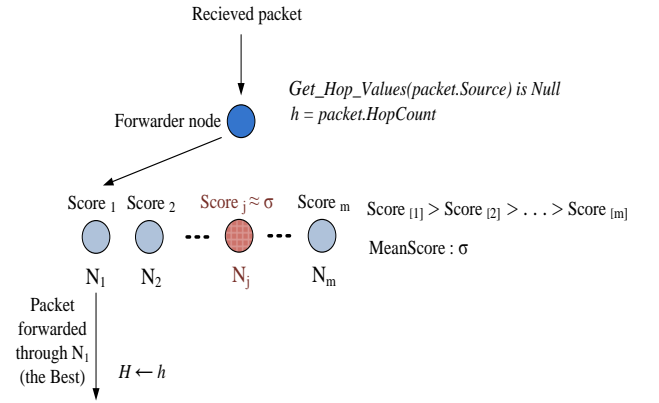 Recieved packet
Get_Hop_Values(packet.Source) is Null
h = packet.HopCount
Forwarder node
Score 1 Score 2 Score j ≈ σ Score m
Score [1] > Score [2] > . . . > Score [m]
MeanScore : σ
N1 N2 Nj Nm
Packet
forwarded
through N1
(the Best)
H ← h